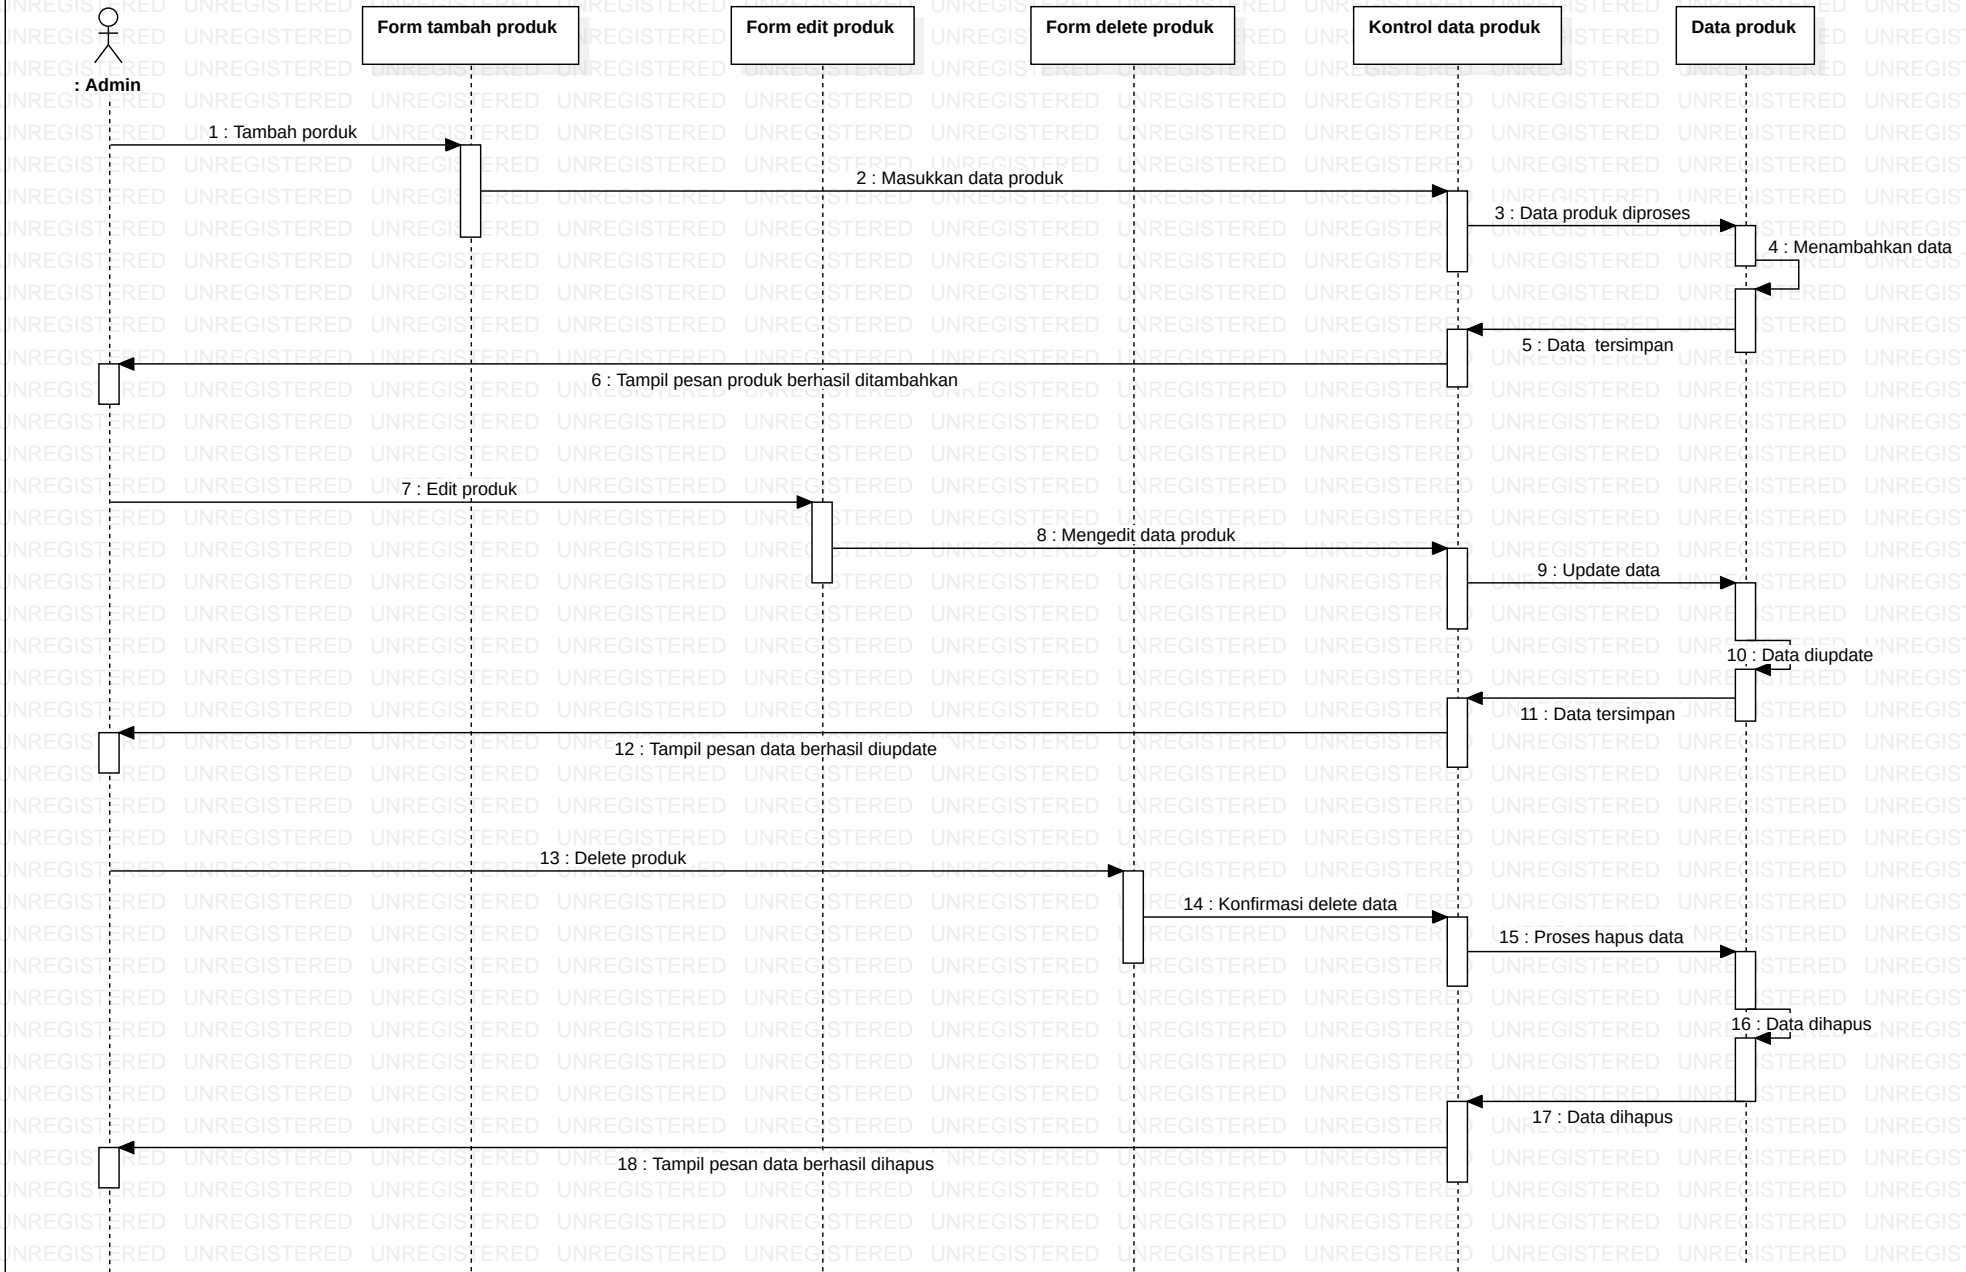 Form tambah produk
Form edit produk
Form delete produk
Kontrol data produk
Data produk
: Admin
1 : Tambah porduk
2 : Masukkan data produk
3 : Data produk diproses
4 : Menambahkan data
5 : Data  tersimpan
6 : Tampil pesan produk berhasil ditambahkan
7 : Edit produk
8 : Mengedit data produk
9 : Update data
10 : Data diupdate
11 : Data tersimpan
12 : Tampil pesan data berhasil diupdate
13 : Delete produk
14 : Konfirmasi delete data
15 : Proses hapus data
16 : Data dihapus
17 : Data dihapus
18 : Tampil pesan data berhasil dihapus
UNREGISTERED